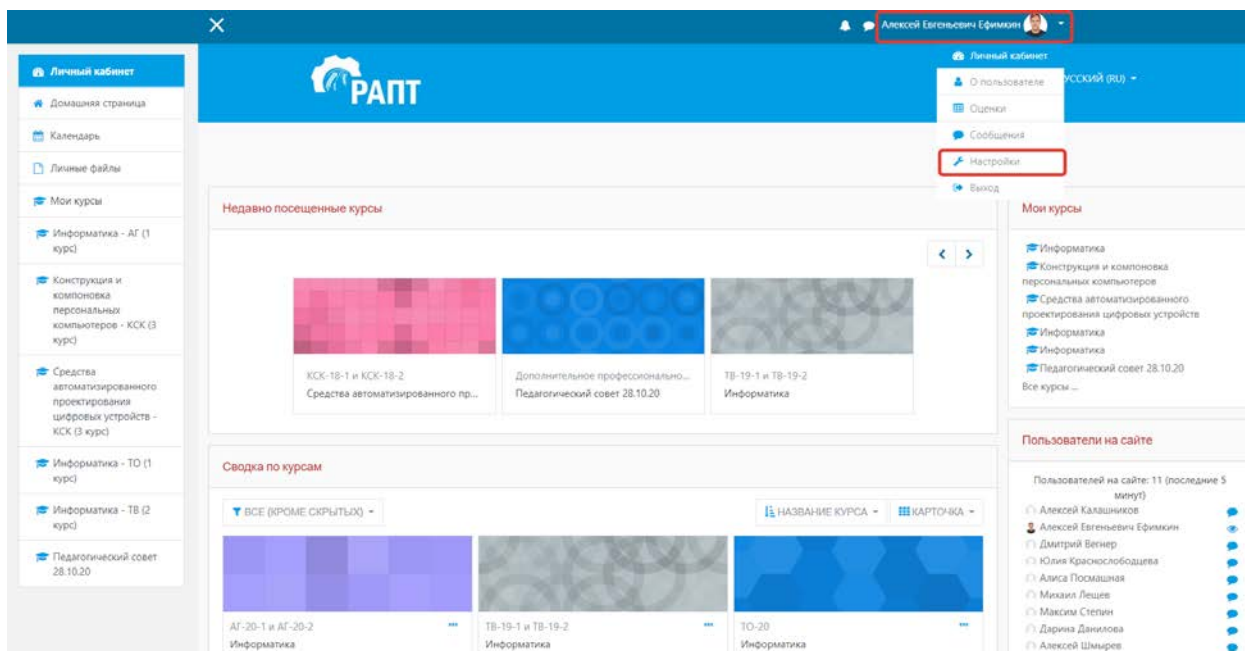 Алексей Евгеньевич Ефимкин
Личный кабинет
О пользователе
Оценки
Сообщения
Настройки
Выход
РАПТ
УССКИЙ (RU)
Личный кабинет
Домашняя страница
Календарь
Личные файлы
Мои курсы
Информатика - АГ (1
курс)
Конструкция и
компоновка
персональных
компьютеров - КСК (3
курс)
Средства
автоматизированного
проектирования
цифровых устройств -
КСК (3 курс)
Информатика - ТО (1
курс)
Информатика - ТВ (2
курс)
Педагогический совет
28.10.20
Недавно посещенные курсы
КСК-18-1 и КСК-18-2
Средства автоматизированного пр...
Дополнительное профессионально...
Педагогический совет 28.10.20
ТВ-19-1 и ТВ-19-2
Информатика
Сводка по курсам
ВСЕ (КРОМЕ СКРЫТЫХ)
НАЗВАНИЕ КУРСА
КАРТОЧКА
АГ-20-1 и АГ-20-2
Информатика
ТВ-19-1 и ТВ-19-2
Информатика
ТО-20
Информатика
Мои курсы
Информатика
Конструкция и компоновка
персональных компьютеров
Средства автоматизированного
проектирования цифровых устройств
Информатика
Информатика
Педагогический совет 28.10.20
Все курсы ...
Пользователи на сайте
Пользователей на сайте: 11 (последние 5
минут)
Алексей Калашников
Алексей Евгеньевич Ефимкин
Дмитрий Вегнер
Юлия Краснослободцева
Алиса Посмашная
Михаил Лещев
Максим Степин
Дарина Данилова
Алексей Шмырев